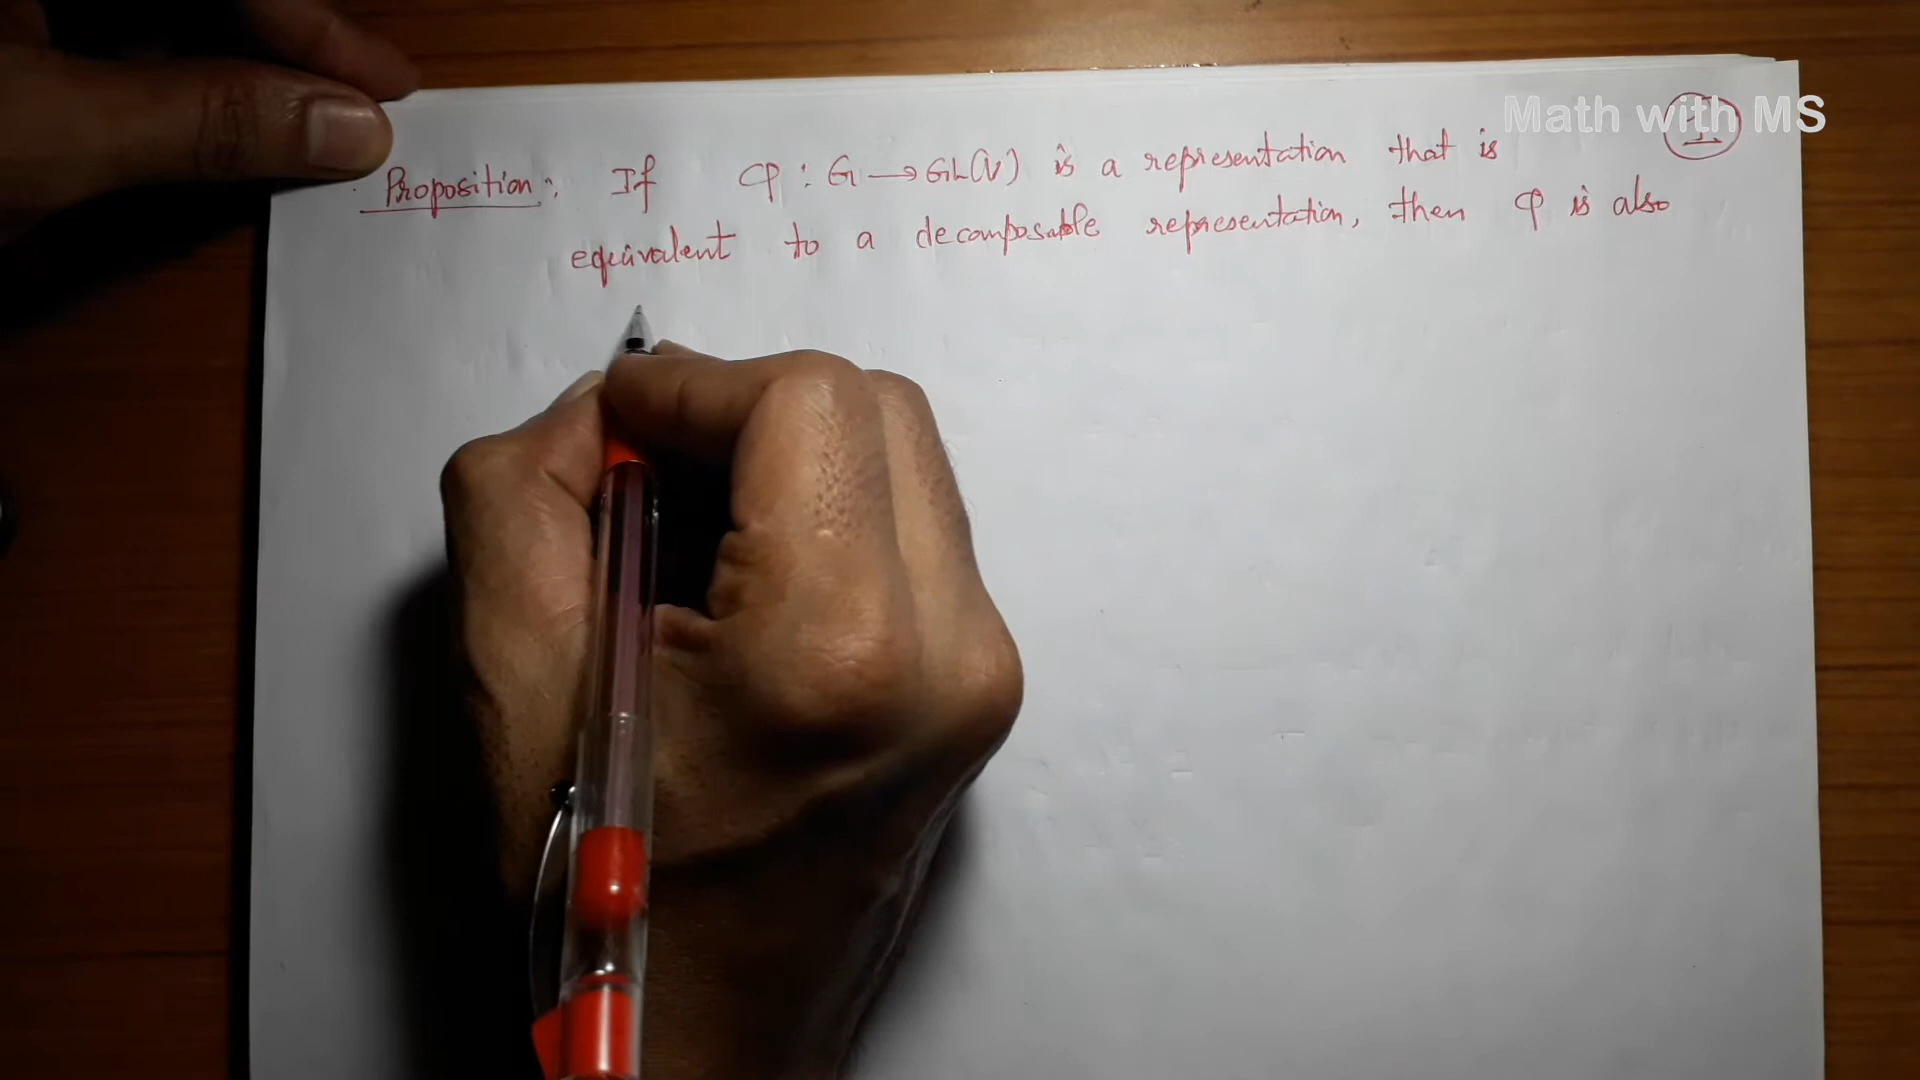 Math with MS
1
Proposition: If φ : G → GL(V) is a representation that is
equivalent to a decomposable representation, then φ is also